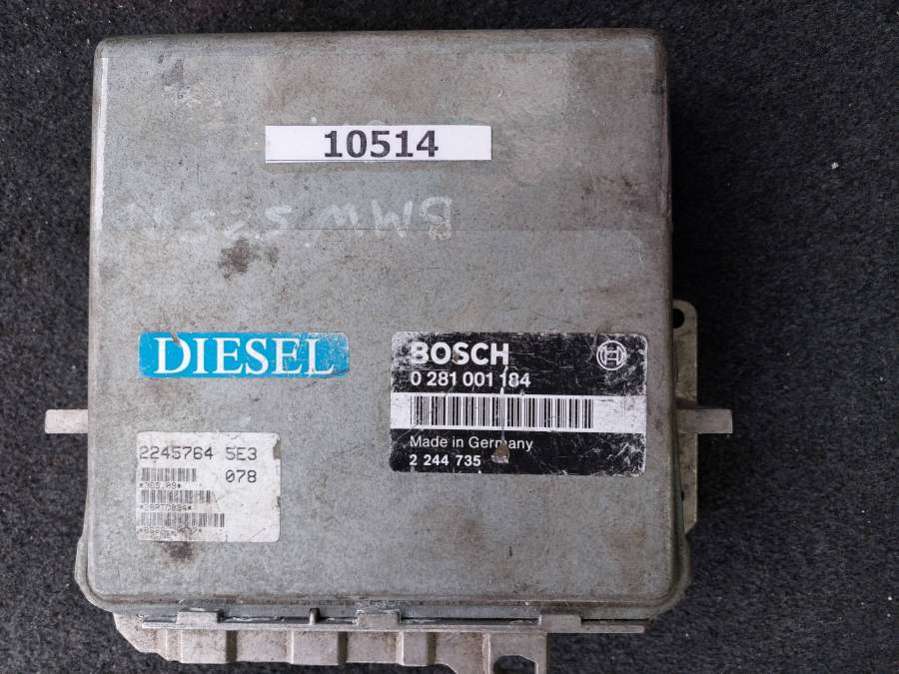 10514
BMW 525
DIESEL
BOSCH
0 281 001 184
Made in Germany
2 244 735
2245764 5E3
078